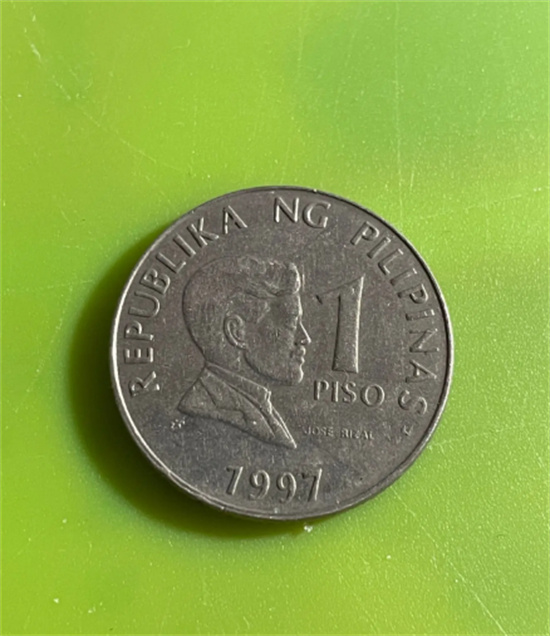 REPUBLIKA NG PILIPINAS
1
PISO
JOSE RIZAL
1997